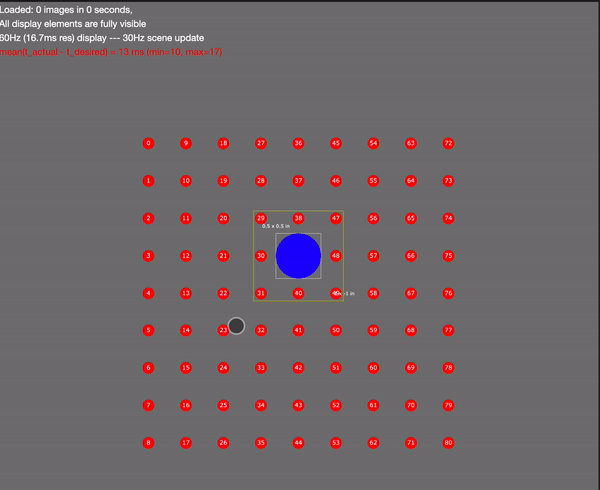 Loaded: 0 images in 0 seconds,
All display elements are fully visible
60Hz (16.7ms res) display --- 30Hz scene update
mean(t_actual - t_desired) = 13 ms (min=10, max=17)
0 9 18 27 36 45 54 63 72
1 10 19 28 37 46 55 64 73
2 11 20 29 38 47 56 65 74
0.5 x 0.5 in
3 12 21 30 48 57 66 75
4 13 22 31 40 58 67 76
in
5 14 23 32 41 50 59 68 77
6 15 24 33 42 51 60 69 78
7 16 25 34 43 52 61 70 79
8 17 26 35 44 53 62 71 80